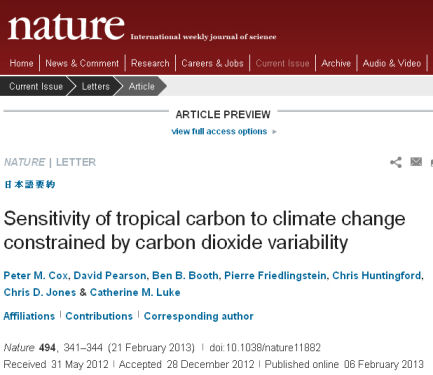 nature International weekly journal of science
Home News & Comment Research Careers & Jobs Current Issue Archive Audio & Video
Current Issue Letters Article
ARTICLE PREVIEW
view full access options ►
NATURE | LETTER
日本語要約
Sensitivity of tropical carbon to climate change
constrained by carbon dioxide variability
Peter M. Cox, David Pearson, Ben B. Booth, Pierre Friedlingstein, Chris Huntingford,
Chris D. Jones & Catherine M. Luke
Affiliations | Contributions | Corresponding author
Nature 494, 341–344 (21 February 2013) | doi:10.1038/nature11882
Received 31 May 2012 | Accepted 28 December 2012 | Published online 06 February 2013